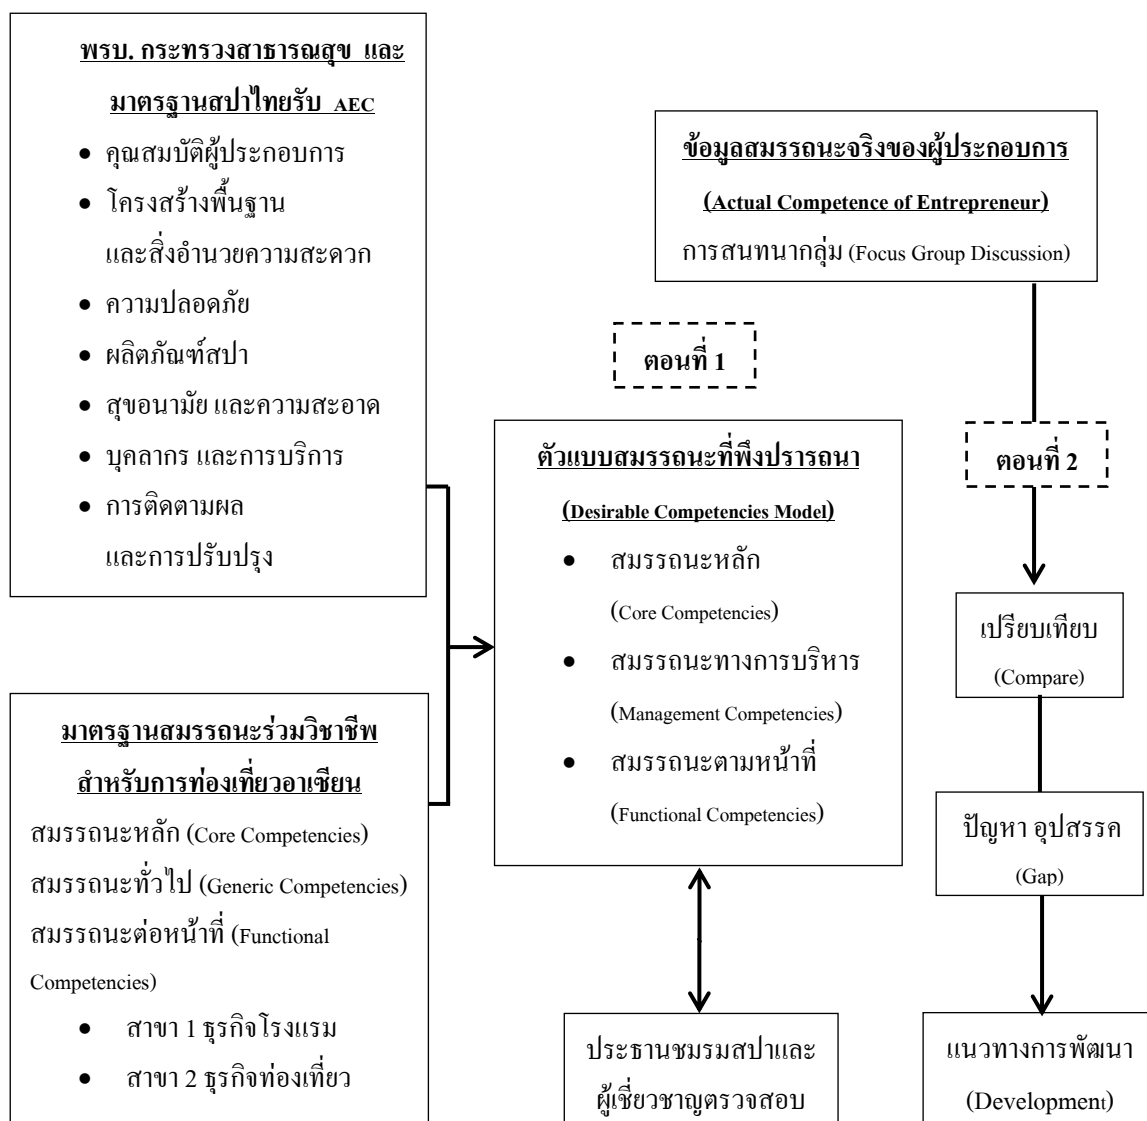 พรบ. กระทรวงสาธารณสุข และ
มาตรฐานสปาไทยรับ AEC
• คุณสมบัติผู้ประกอบการ
• โครงสร้างพื้นฐาน
และสิ่งอำนวยความสะดวก
• ความปลอดภัย
• ผลิตภัณฑ์สปา
• สุขอนามัย และความสะอาด
• บุคลากร และการบริการ
• การติดตามผล
และการปรับปรุง
มาตรฐานสมรรถนะร่วมวิชาชีพ
สำหรับการท่องเที่ยวอาเซียน
สมรรถนะหลัก (Core Competencies)
สมรรถนะทั่วไป (Generic Competencies)
สมรรถนะต่อหน้าที่ (Functional
Competencies)
• สาขา 1 ธุรกิจโรงแรม
• สาขา 2 ธุรกิจท่องเที่ยว
ตอนที่ 1
ตัวแบบสมรรถนะที่พึงปรารถนา
(Desirable Competencies Model)
• สมรรถนะหลัก
(Core Competencies)
• สมรรถนะทางการบริหาร
(Management Competencies)
• สมรรถนะตามหน้าที่
(Functional Competencies)
ประธานชมรมสปาและ
ผู้เชี่ยวชาญตรวจสอบ
ข้อมูลสมรรถนะจริงของผู้ประกอบการ
(Actual Competence of Entrepreneur)
การสนทนากลุ่ม (Focus Group Discussion)
ตอนที่ 2
เปรียบเทียบ
(Compare)
ปัญหา อุปสรรค
(Gap)
แนวทางการพัฒนา
(Development)